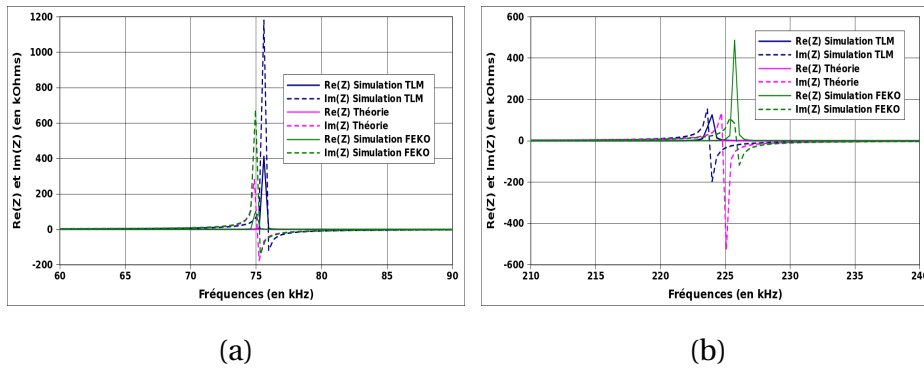 1200
1000
800
600
400
200
0
-200
Re(Z) et Im(Z) (en kOhms)
Re(Z) Simulation TLM
Im(Z) Simulation TLM
Re(Z) Théorie
Im(Z) Théorie
Re(Z) Simulation FEKO
Im(Z) Simulation FEKO
60 65 70 75 80 85 90
Fréquences (en kHz)
(a)
600
400
200
0
-200
-400
-600
Re(Z) et Im(Z) (en kOhms)
Re(Z) Simulation TLM
Im(Z) Simulation TLM
Re(Z) Théorie
Im(Z) Théorie
Re(Z) Simulation FEKO
Im(Z) Simulation FEKO
210 215 220 225 230 235 240
Fréquences (en kHz)
(b)